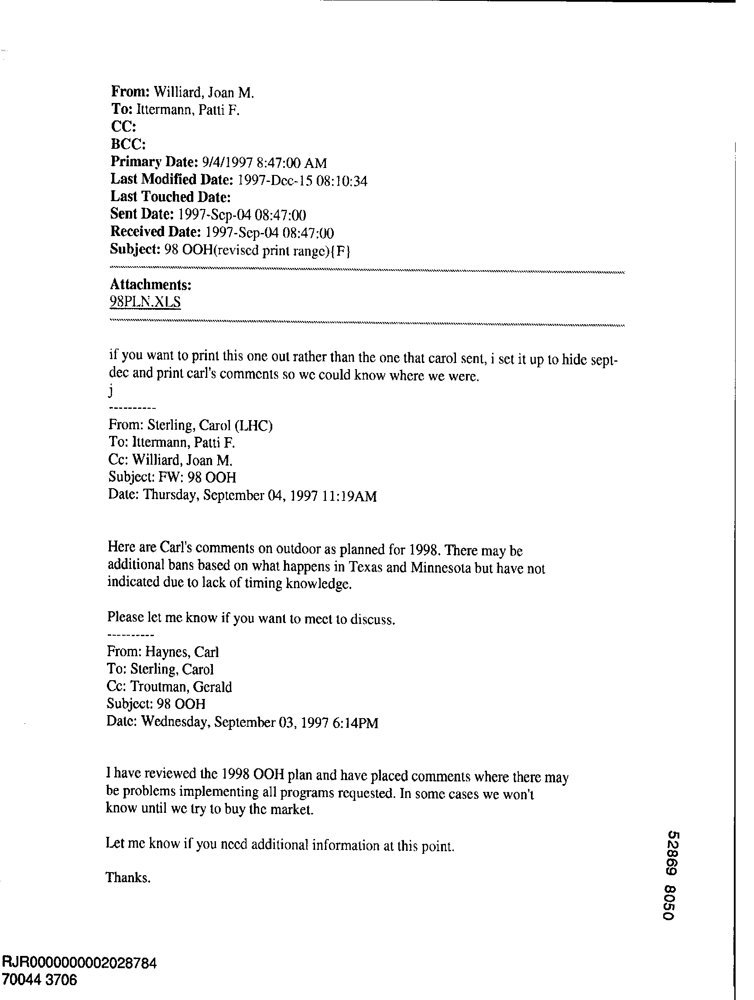 From: Williard, Joan M.
To: Ittermann, Patti F.
CC:
BCC:
Primary Date: 9/4/1997 8:47:00 AM
Last Modified Date: 1997-Dec-15 08:10:34
Last Touched Date:
Sent Date: 1997-Sep-04 08:47:00
Received Date: 1997-Sep-04 08:47:00
Subject: 98 OOH(revised print range){F}
Attachments:
98PLN.XLS
if you want to print this one out rather than the one that carol sent, i set it up to hide sept-
dec and print carl's comments so we could know where we were.
j
----------
From: Sterling, Carol (LHC)
To: Ittermann, Patti F.
Cc: Williard, Joan M.
Subject: FW: 98 OOH
Date: Thursday, September 04, 1997 11:19AM
Here are Carl's comments on outdoor as planned for 1998. There may be
additional bans based on what happens in Texas and Minnesota but have not
indicated due to lack of timing knowledge.
Please let me know if you want to meet to discuss.
----------
From: Haynes, Carl
To: Sterling, Carol
Cc: Troutman, Gerald
Subject: 98 OOH
Date: Wednesday, September 03, 1997 6:14PM
I have reviewed the 1998 OOH plan and have placed comments where there may
be problems implementing all programs requested. In some cases we won't
know until we try to buy the market.
Let me know if you need additional information at this point.
Thanks.
52869 8050
RJR0000000002028784
70044 3706